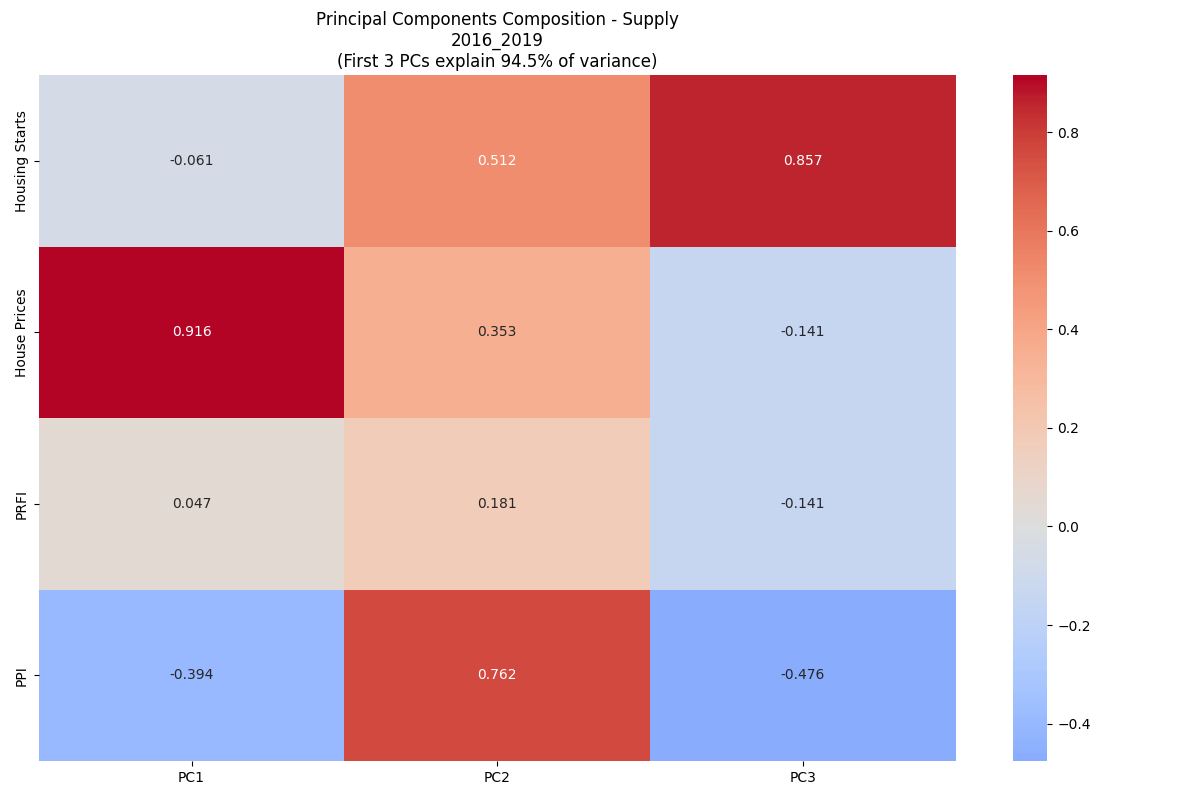 Principal Components Composition - Supply
2016_2019
(First 3 PCs explain 94.5% of variance)
Housing Starts
-0.061
0.512
0.857
House Prices
0.916
0.353
-0.141
PRFI
0.047
0.181
-0.141
PPI
-0.394
0.762
-0.476
PC1
PC2
PC3
0.8
0.6
0.4
0.2
0.0
−0.2
−0.4